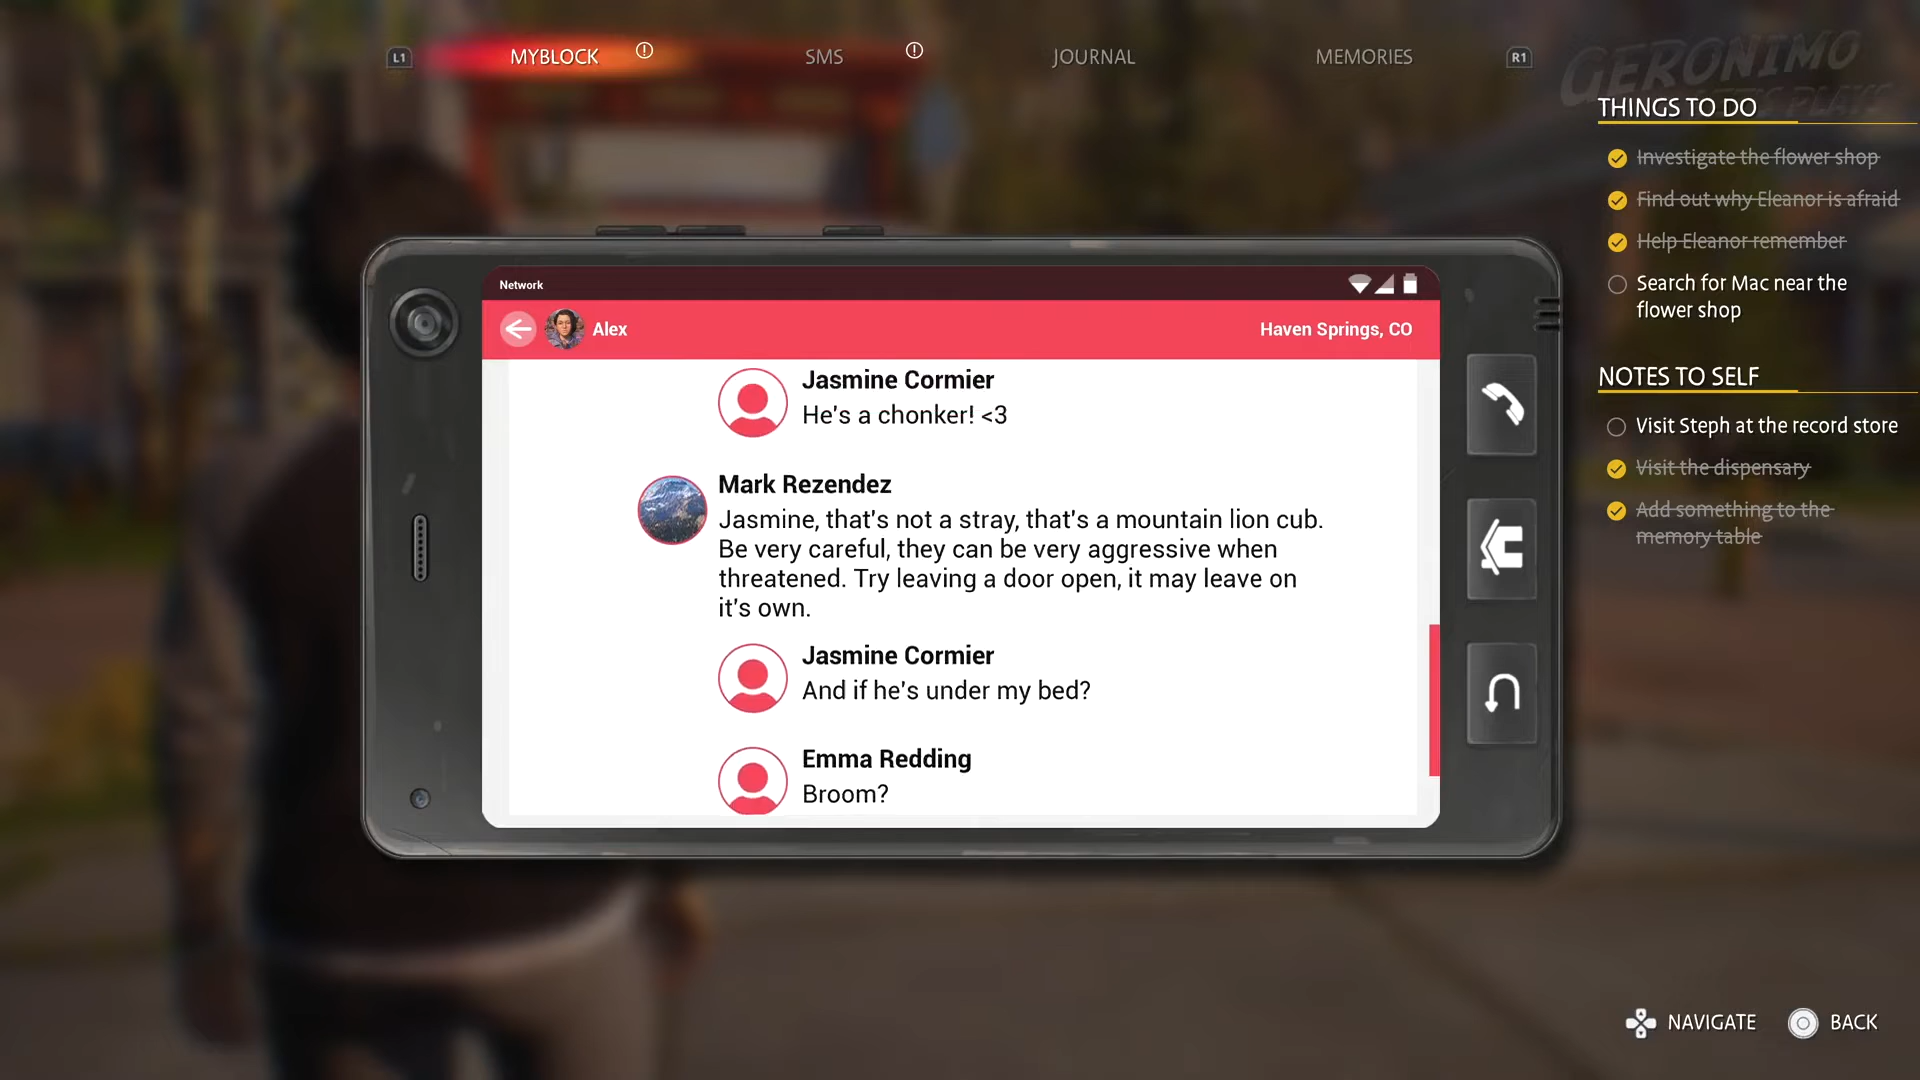 L1
MYBLOCK
SMS
JOURNAL
MEMORIES
R1
GERONIMO
LET'S PLAYS
THINGS TO DO
Investigate the flower shop
Find out why Eleanor is afraid
Help Eleanor remember
Search for Mac near the
flower shop
NOTES TO SELF
Visit Steph at the record store
Visit the dispensary
Add something to the
memory table
Network
Alex
Haven Springs, CO
Jasmine Cormier
He's a chonker! <3
Mark Rezendez
Jasmine, that's not a stray, that's a mountain lion cub.
Be very careful, they can be very aggressive when
threatened. Try leaving a door open, it may leave on
it's own.
Jasmine Cormier
And if he's under my bed?
Emma Redding
Broom?
NAVIGATE
BACK